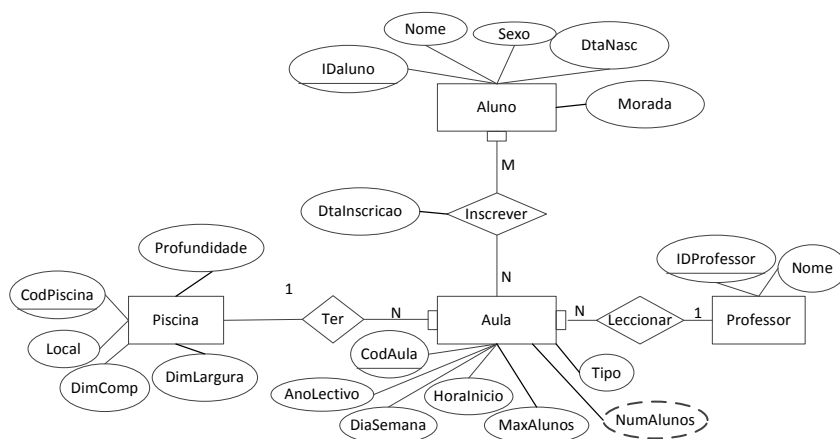 Nome
Sexo
DtaNasc
IDaluno
Aluno
Morada
M
DtaInscricao
Inscrever
Profundidade
IDProfessor
Nome
CodPiscina
1
N
Piscina
Ter
N
Aula
N
Leccionar
1
Professor
Local
CodAula
Tipo
DimComp
DimLargura
AnoLectivo
HoraInicio
DiaSemana
MaxAlunos
NumAlunos